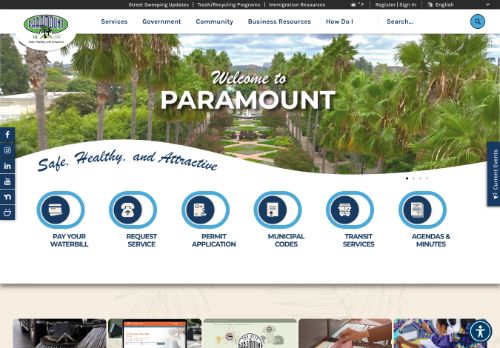 Street Sweeping Updates | Trash/Recycling Programs | Immigration Resources
° F
Register | Sign In
English
PARAMOUNT
Safe, Healthy, and Attractive
Services
Government
Community
Business Resources
How Do I
Search...
Welcome to
PARAMOUNT
Safe, Healthy, and Attractive
Current Events
PAY YOUR
WATERBILL
REQUEST
SERVICE
PERMIT
APPLICATION
MUNICIPAL
CODES
TRANSIT
SERVICES
AGENDAS &
MINUTES